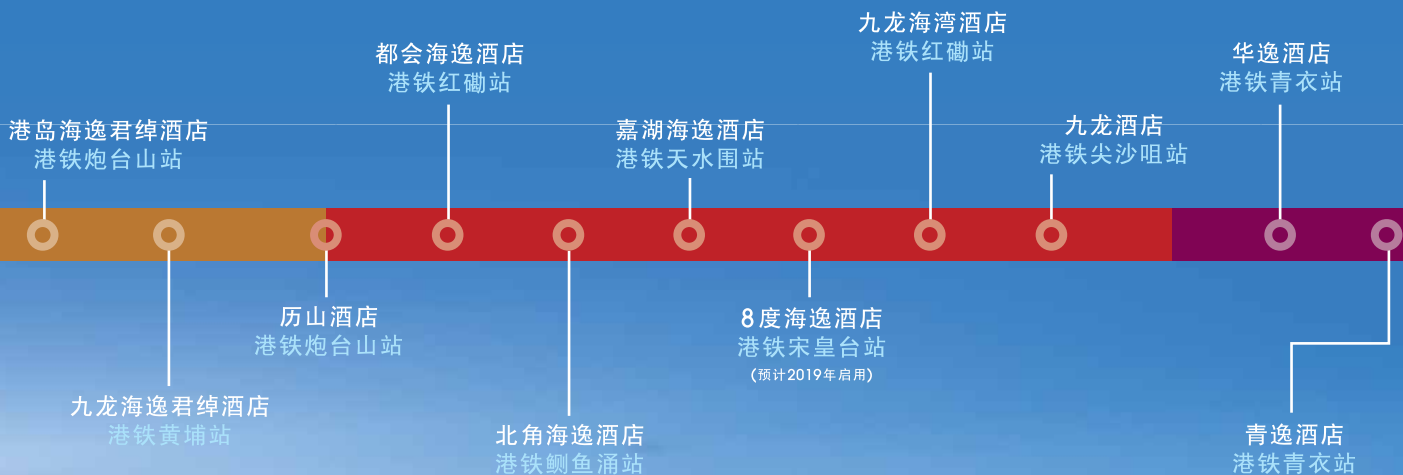 港岛海逸君绰酒店
港铁炮台山站
九龙海逸君绰酒店
港铁黄埔站
历山酒店
港铁炮台山站
都会海逸酒店
港铁红磡站
北角海逸酒店
港铁鲗鱼涌站
嘉湖海逸酒店
港铁天水围站
8度海逸酒店
港铁宋皇台站
(预计2019年启用)
九龙海湾酒店
港铁红磡站
九龙酒店
港铁尖沙咀站
华逸酒店
港铁青衣站
青逸酒店
港铁青衣站